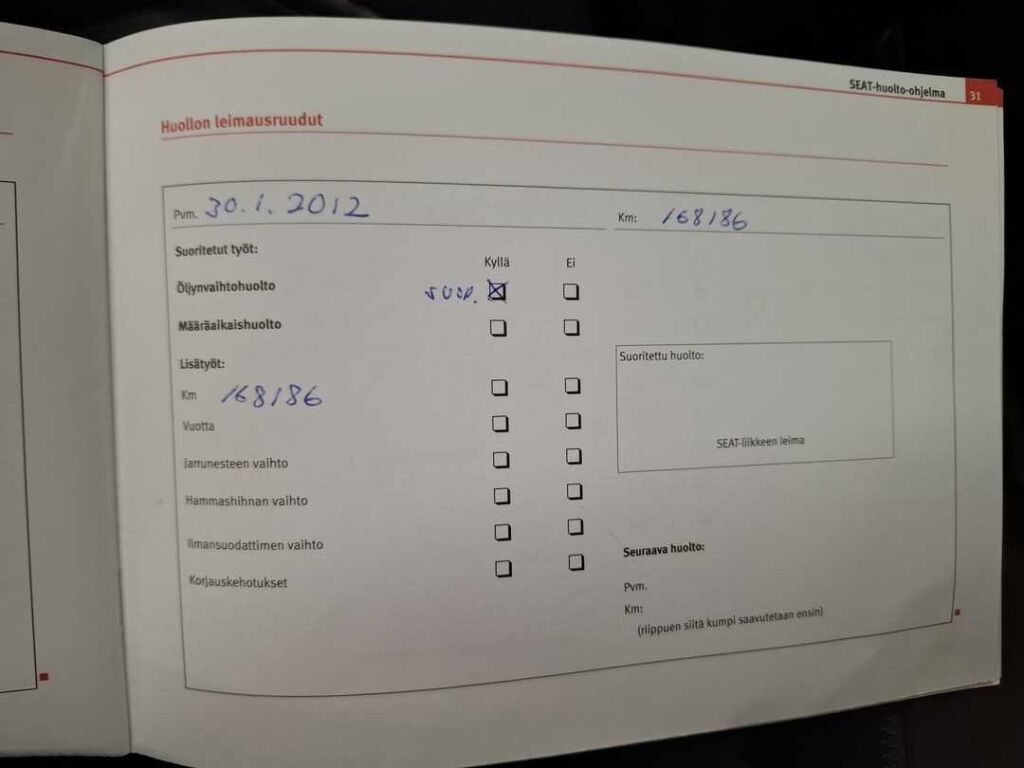 SEAT-huolto-ohjelma 31
Huollon leimausruudut
Pvm. 30.1.2012
Km: 168186
Suoritetut työt:
Kyllä Ei
Öljynvaihtohuolto suod.
Määräaikaishuolto
Lisätyöt:
Km 168186
Vuotta
Jarrunesteen vaihto
Hammashihnan vaihto
Ilmansuodattimen vaihto
Korjauskehotukset
Suoritettu huolto:
SEAT-liikkeen leima
Seuraava huolto:
Pvm.
Km:
(riippuen siitä kumpi saavutetaan ensin)